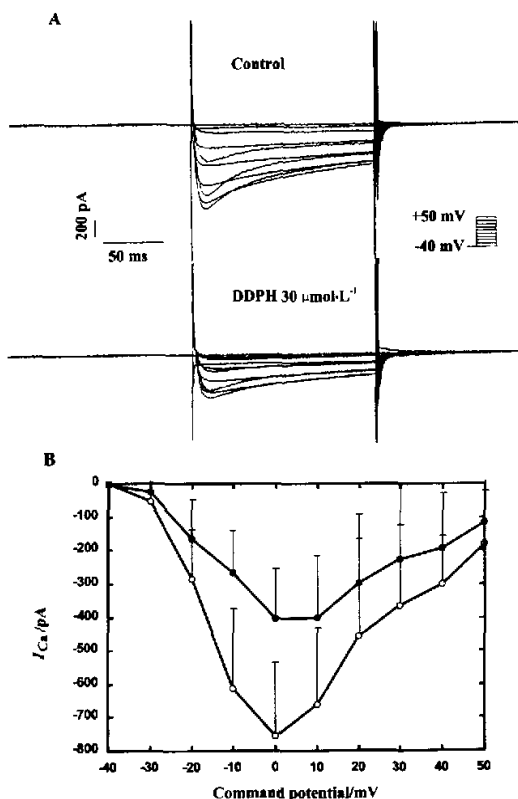 A
Control
200 pA
50 ms
+50 mV
-40 mV
DDPH 30 μmol·L⁻¹
B
0
-100
-200
-300
-400
-500
-600
-700
-800
I Ca/pA
-40 -30 -20 -10 0 10 20 30 40 50
Command potential/mV